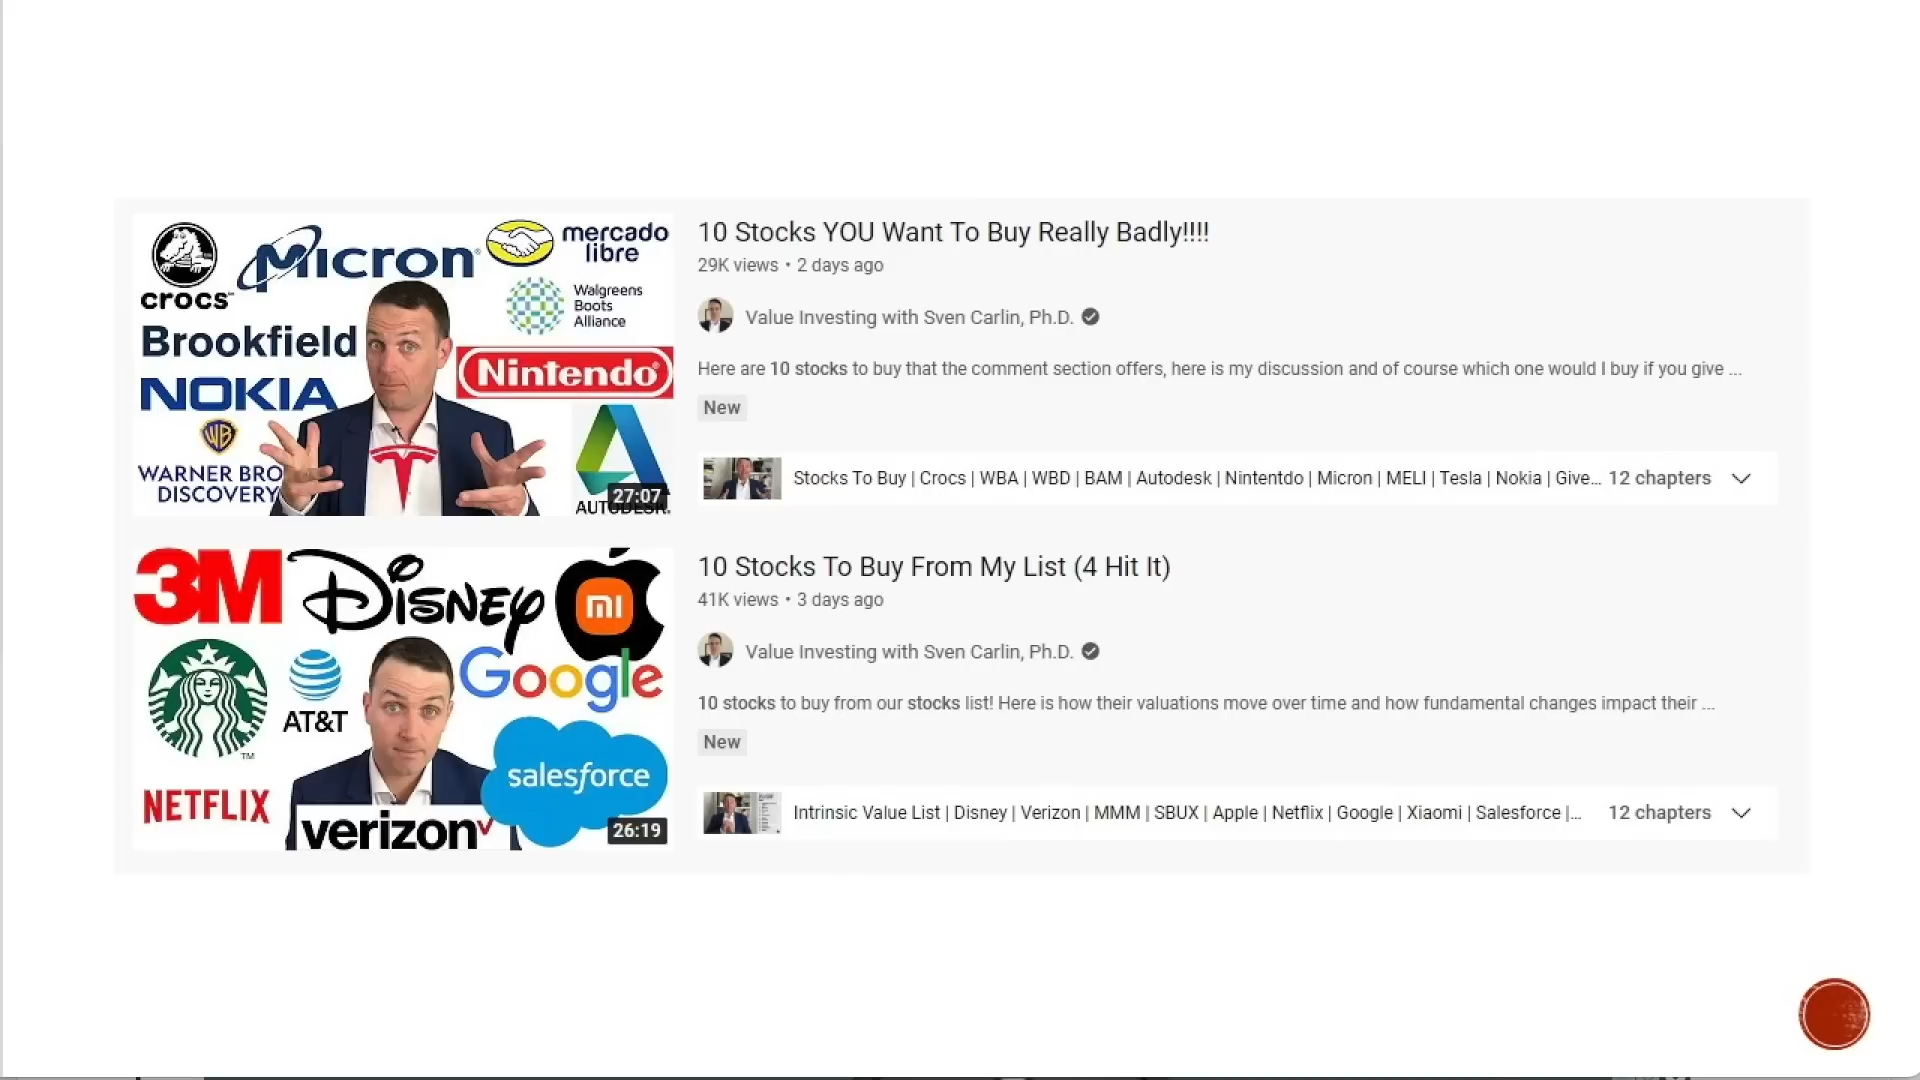 crocs™
Micron®
mercado
libre
Walgreens
Boots
Alliance
Brookfield
Nintendo®
NOKIA
WB
WARNER BRO
DISCOVERY
AUTODESK.
27:07
10 Stocks YOU Want To Buy Really Badly!!!!
29K views • 2 days ago
Value Investing with Sven Carlin, Ph.D.
Here are 10 stocks to buy that the comment section offers, here is my discussion and of course which one would I buy if you give ...
New
Stocks To Buy | Crocs | WBA | WBD | BAM | Autodesk | Nintentdo | Micron | MELI | Tesla | Nokia | Give... 12 chapters
3M
Disney
mi
Google
AT&T
TM
salesforce
NETFLIX
verizon
26:19
10 Stocks To Buy From My List (4 Hit It)
41K views • 3 days ago
Value Investing with Sven Carlin, Ph.D.
10 stocks to buy from our stocks list! Here is how their valuations move over time and how fundamental changes impact their ...
New
Intrinsic Value List | Disney | Verizon | MMM | SBUX | Apple | Netflix | Google | Xiaomi | Salesforce |... 12 chapters